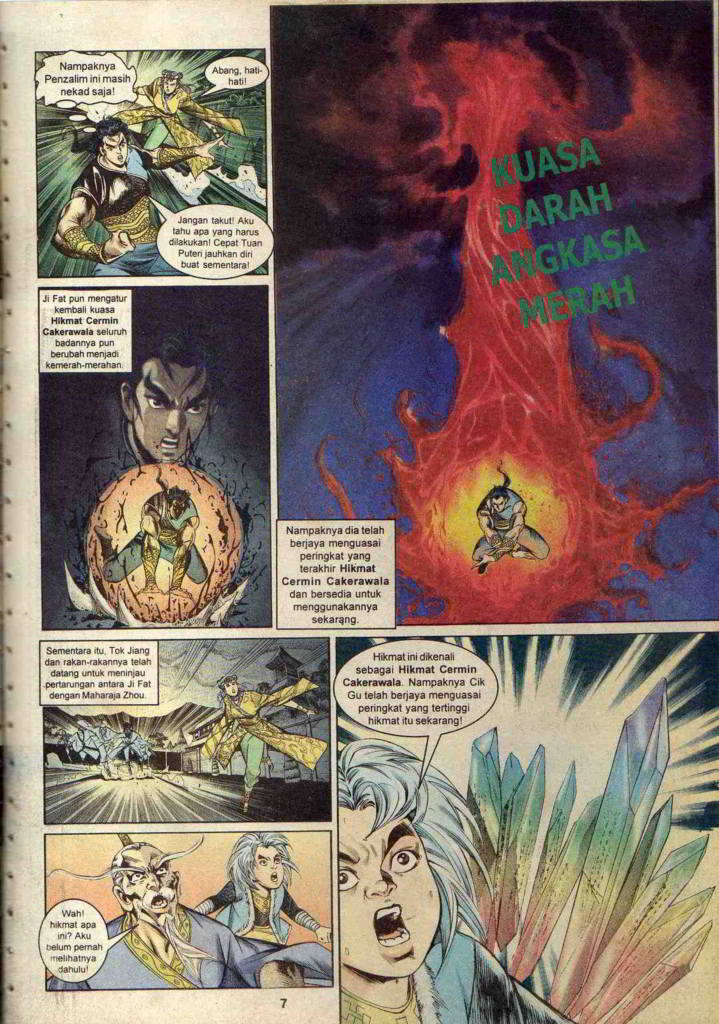 Nampaknya
Penzalim ini masih
nekad saja!
Abang, hati-
hati!
Jangan takut! Aku
tahu apa yang harus
dilakukan! Cepat Tuan
Puteri jauhkan diri
buat sementara!
KUASA
DARAH
ANGKASA
MERAH
Ji Fat pun mengatur
kembali kuasa
Hikmat Cermin
Cakerawala seluruh
badannya pun
berubah menjadi
kemerah-merahan.
Nampaknya dia telah
berjaya menguasai
peringkat yang
terakhir Hikmat
Cermin Cakerawala
dan bersedia untuk
menggunakannya
sekarang.
Sementara itu, Tok Jiang
dan rakan-rakannya telah
datang untuk meninjau
pertarungan antara Ji Fat
dengan Maharaja Zhou.
Hikmat ini dikenali
sebagai Hikmat Cermin
Cakerawala. Nampaknya Cik
Gu telah berjaya menguasai
peringkat yang tertinggi
hikmat itu sekarang!
Wah!
hikmat apa
ini? Aku
belum pernah
melihatnya
dahulu!
7